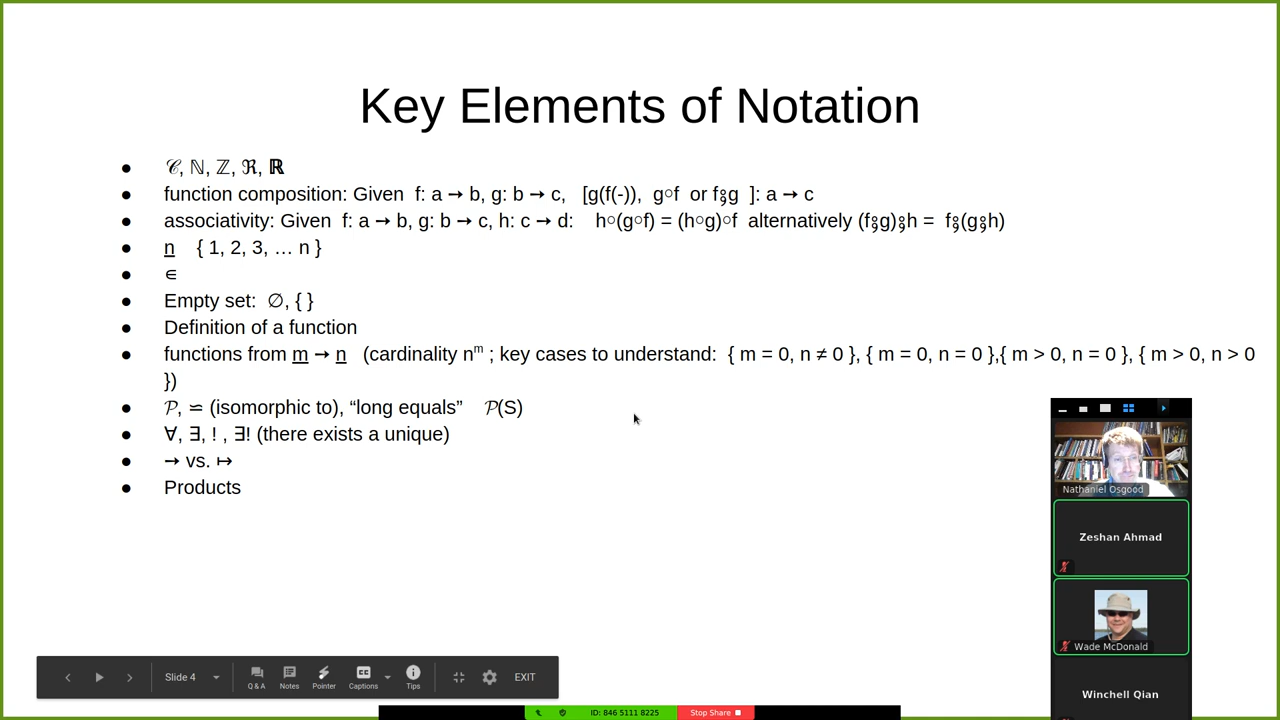 Key Elements of Notation
● 𝒞, ℕ, ℤ, ℜ, ℝ
● function composition: Given f: a → b, g: b → c, [g(f(-)), g○f or f⨟g ]: a → c
● associativity: Given f: a → b, g: b → c, h: c → d: h○(g○f) = (h○g)○f alternatively (f⨟g)⨟h = f⨟(g⨟h)
● n { 1, 2, 3, … n }
● ∊
● Empty set: ∅, { }
● Definition of a function
● functions from m → n (cardinality nᵐ ; key cases to understand: { m = 0, n ≠ 0 }, { m = 0, n = 0 },{ m > 0, n = 0 }, { m > 0, n > 0
})
● 𝒫, ≌ (isomorphic to), “long equals” 𝒫(S)
● ∀, ∃, ! , ∃! (there exists a unique)
● → vs. ↦
● Products
Nathaniel Osgood
Zeshan Ahmad
Wade McDonald
Winchell Qian
Slide 4
Q & A
Notes
Pointer
CC
Captions
Tips
EXIT
ID: 846 5111 8225
Stop Share